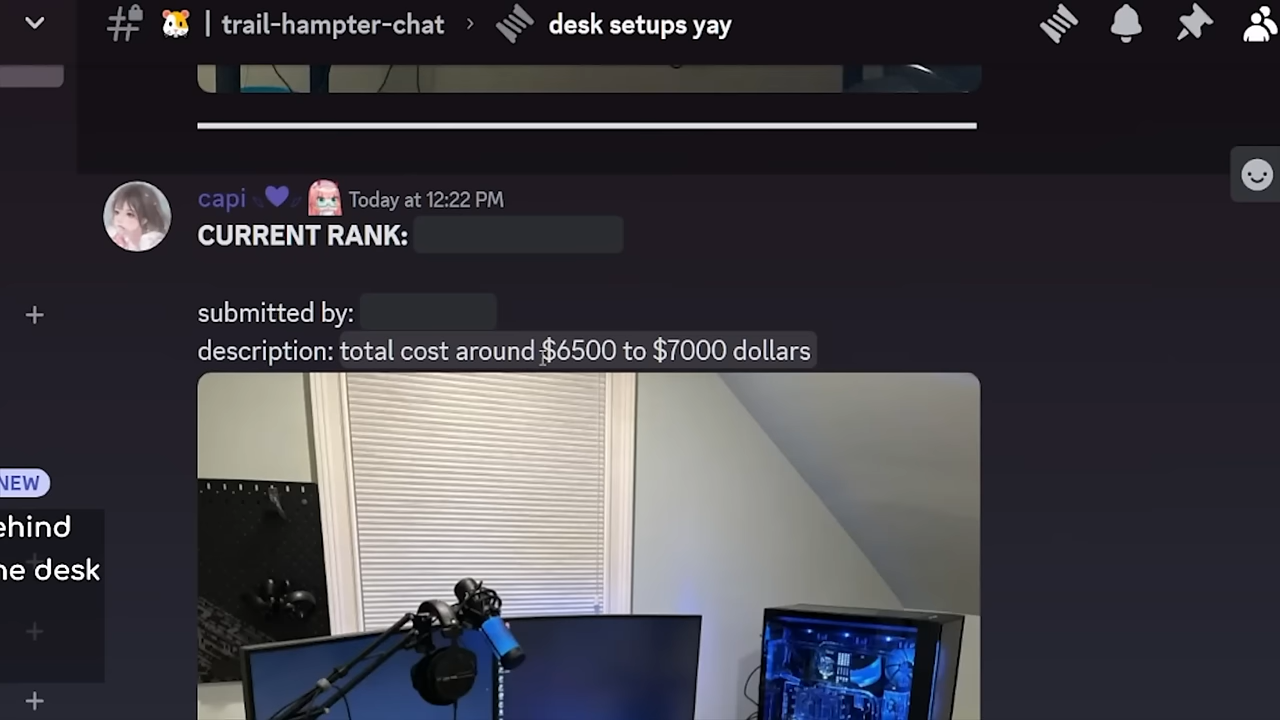 | trail-hampter-chat › desk setups yay
capi Today at 12:22 PM
CURRENT RANK:
submitted by:
description: total cost around $6500 to $7000 dollars
NEW
ehind
ne desk